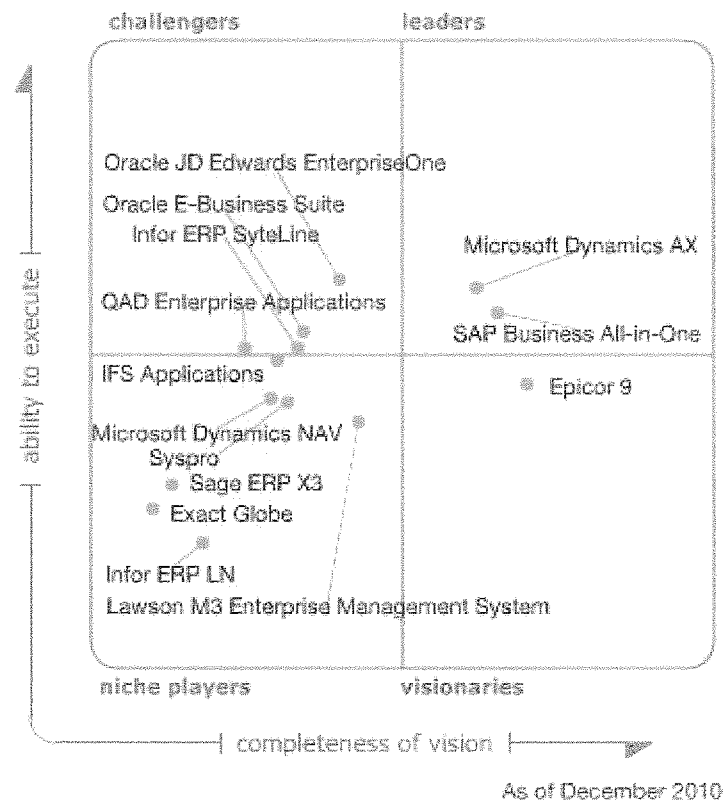 challengers
leaders
Oracle JD Edwards EnterpriseOne
Oracle E-Business Suite
Infor ERP SyteLine
Microsoft Dynamics AX
QAD Enterprise Applications
SAP Business All-in-One
IFS Applications
Epicor 9
Microsoft Dynamics NAV
Syspro
Sage ERP X3
Exact Globe
Infor ERP LN
Lawson M3 Enterprise Management System
ability to execute
niche players
visionaries
completeness of vision
As of December 2010